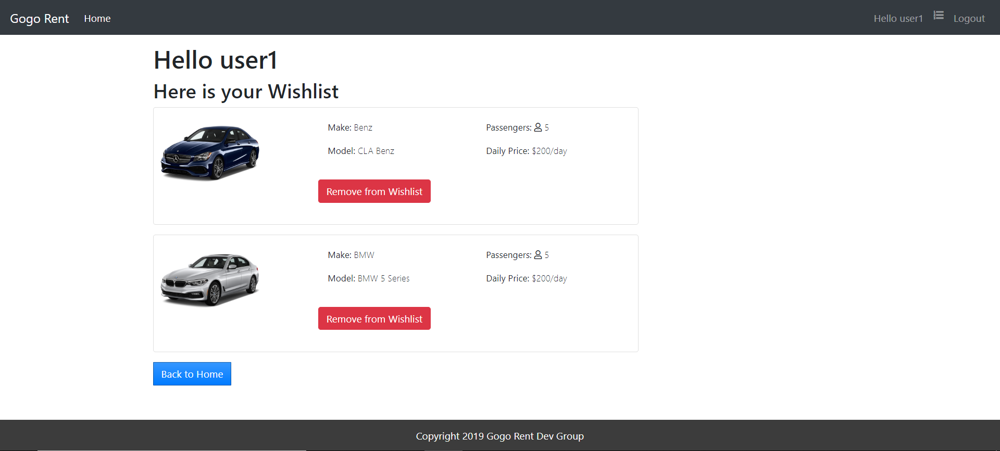 Gogo Rent Home Hello user1 Logout
Hello user1
Here is your Wishlist
Make: Benz Passengers: 5
Model: CLA Benz Daily Price: $200/day
Remove from Wishlist
Make: BMW Passengers: 5
Model: BMW 5 Series Daily Price: $200/day
Remove from Wishlist
Back to Home
Copyright 2019 Gogo Rent Dev Group